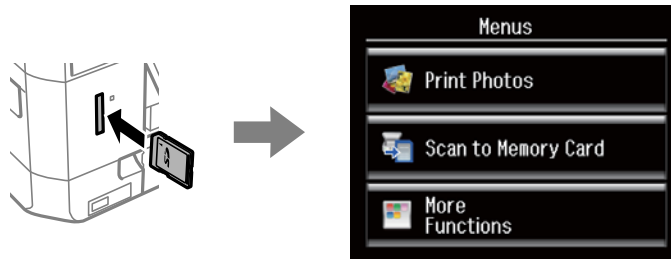 Menus
Print Photos
Scan to Memory Card
More
Functions